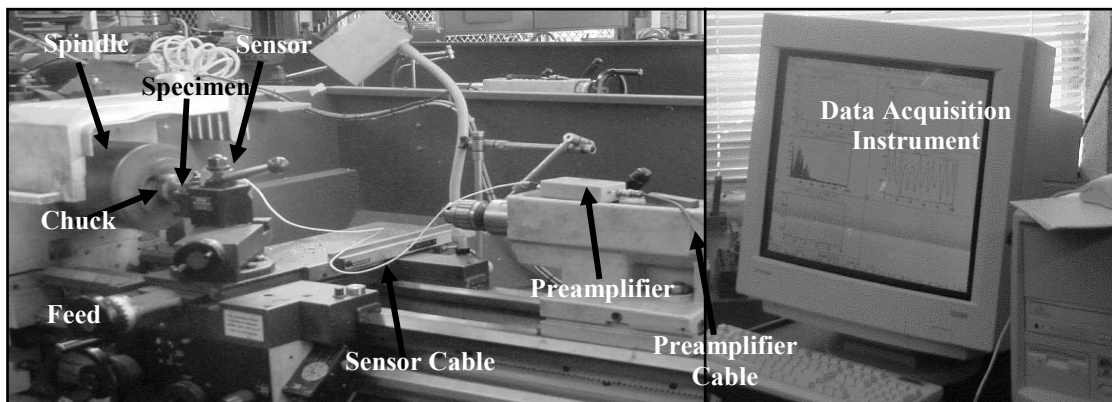 Spindle
Sensor
Specimen
Chuck
Feed
Sensor Cable
Preamplifier
Preamplifier
Cable
Data Acquisition
Instrument